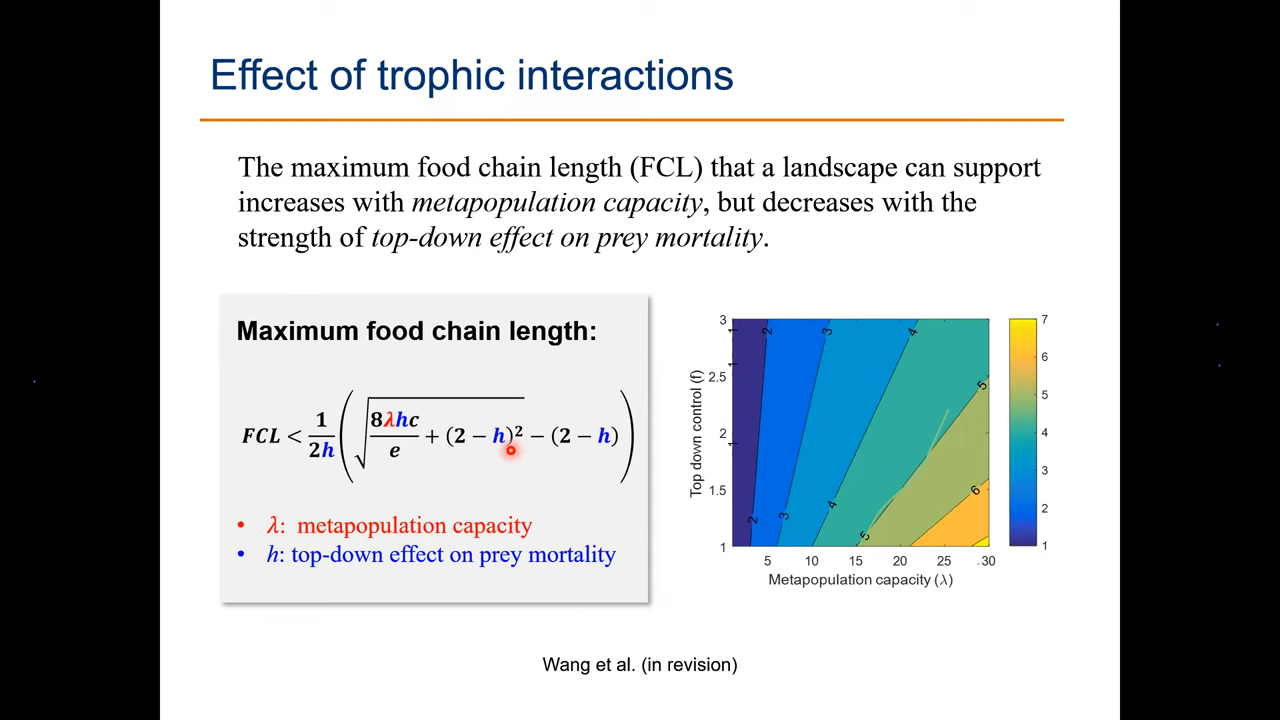 Effect of trophic interactions
The maximum food chain length (FCL) that a landscape can support
increases with metapopulation capacity, but decreases with the
strength of top-down effect on prey mortality.
Maximum food chain length:
FCL < 1/2h (√(8λhc/e + (2 − h)²) − (2 − h))
• λ: metapopulation capacity
• h: top-down effect on prey mortality
Top down control (f)
3
2.5
2
1.5
1
1
1
1
2
2
3
3
4
4
5
5
6
5
10
15
20
25
30
Metapopulation capacity (λ)
7
6
5
4
3
2
1
Wang et al. (in revision)